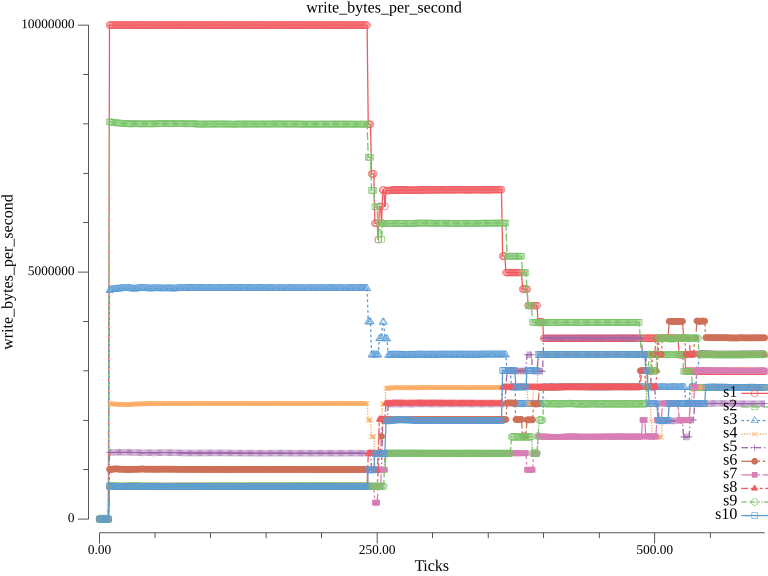 write_bytes_per_second
10000000
write_bytes_per_second
5000000
0
s1
s2
s3
s4
s5
s6
s7
s8
s9
s10
0.00
250.00
500.00
Ticks